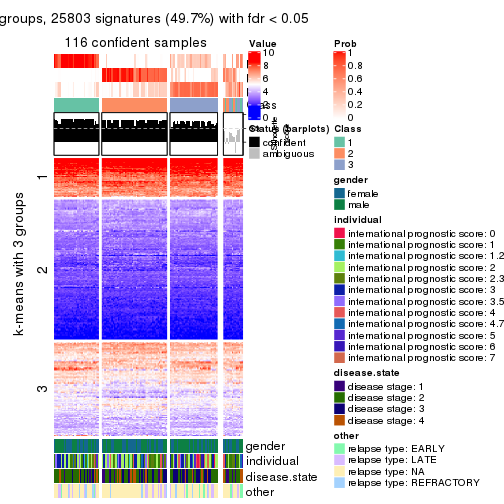 groups, 25803 signatures (49.7%) with fdr < 0.05
116 confident samples
k-means with 3 groups
1
2
3
gender
individual
disease.state
other
Value
10
8
6
4
2
0
Status (barplots)
confident
ambiguous
Prob
1
0.8
0.6
0.4
0.2
0
Class
1
2
3
gender
female
male
individual
international prognostic score: 0
international prognostic score: 1
international prognostic score: 1.2
international prognostic score: 2
international prognostic score: 2.3
international prognostic score: 3
international prognostic score: 3.5
international prognostic score: 4
international prognostic score: 4.7
international prognostic score: 5
international prognostic score: 6
international prognostic score: 7
disease.state
disease stage: 1
disease stage: 2
disease stage: 3
disease stage: 4
other
relapse type: EARLY
relapse type: LATE
relapse type: NA
relapse type: REFRACTORY